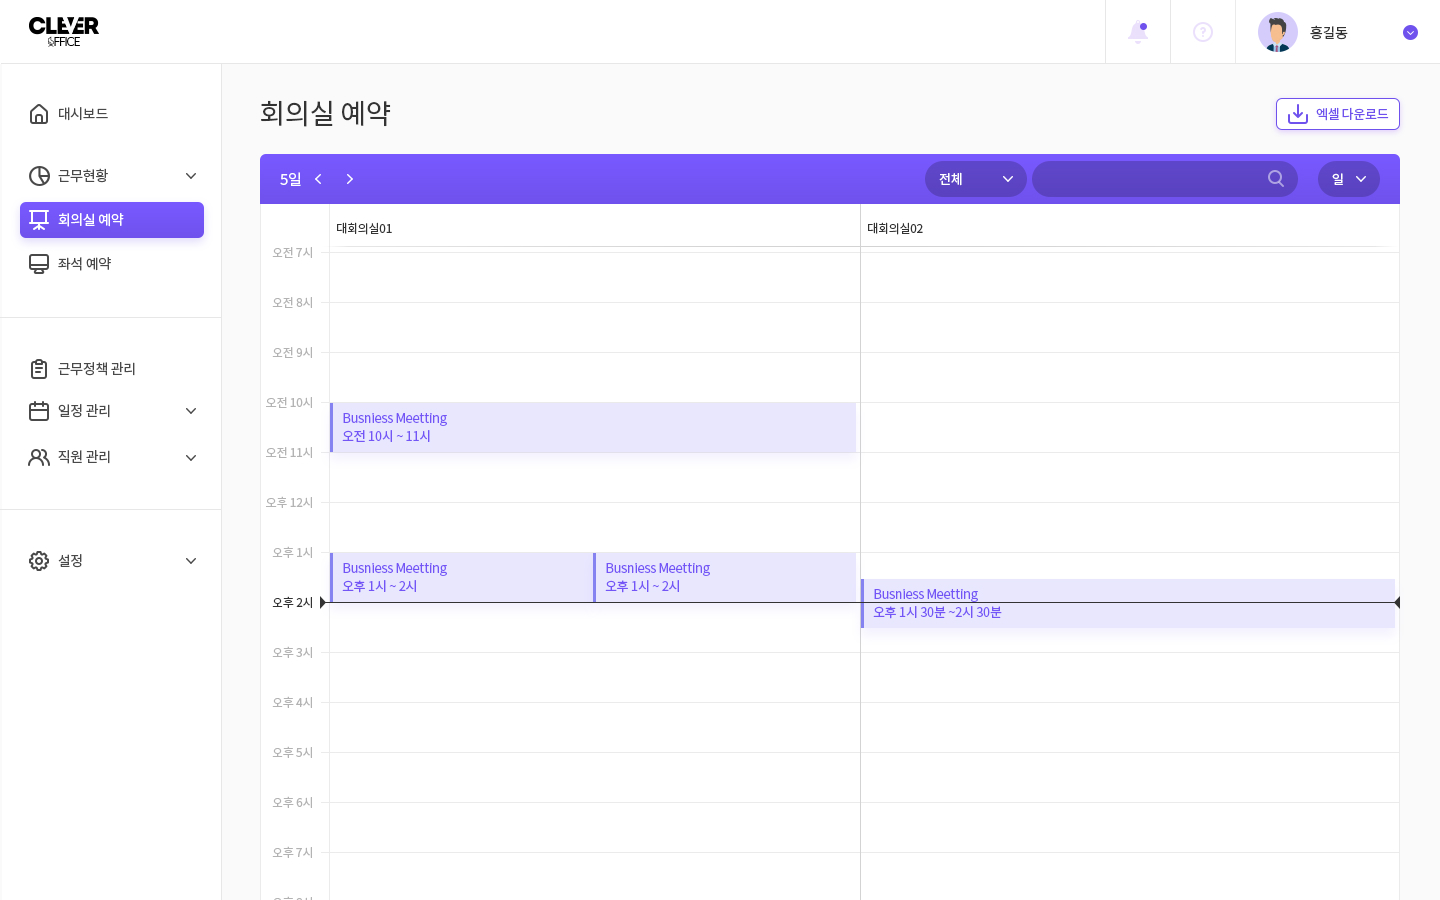 CLEVER
OFFICE
홍길동
대시보드
근무현황
회의실 예약
좌석 예약
근무정책 관리
일정 관리
직원 관리
설정
회의실 예약
엑셀 다운로드
5일
전체
일
대회의실01
대회의실02
오전 7시
오전 8시
오전 9시
오전 10시
Busniess Meetting
오전 10시 ~ 11시
오전 11시
오후 12시
오후 1시
Busniess Meetting
오후 1시 ~ 2시
Busniess Meetting
오후 1시 ~ 2시
Busniess Meetting
오후 1시 30분 ~2시 30분
오후 2시
오후 3시
오후 4시
오후 5시
오후 6시
오후 7시